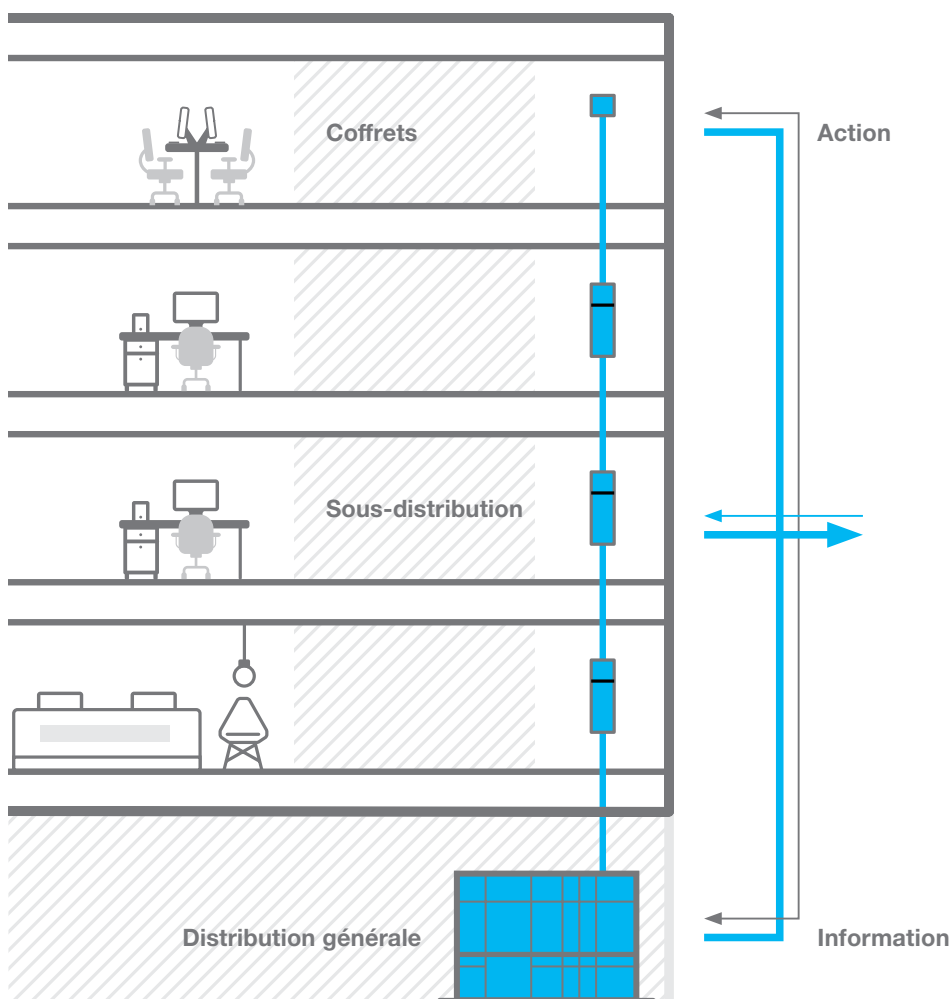 Coffrets
Action
Sous-distribution
Distribution générale
Information